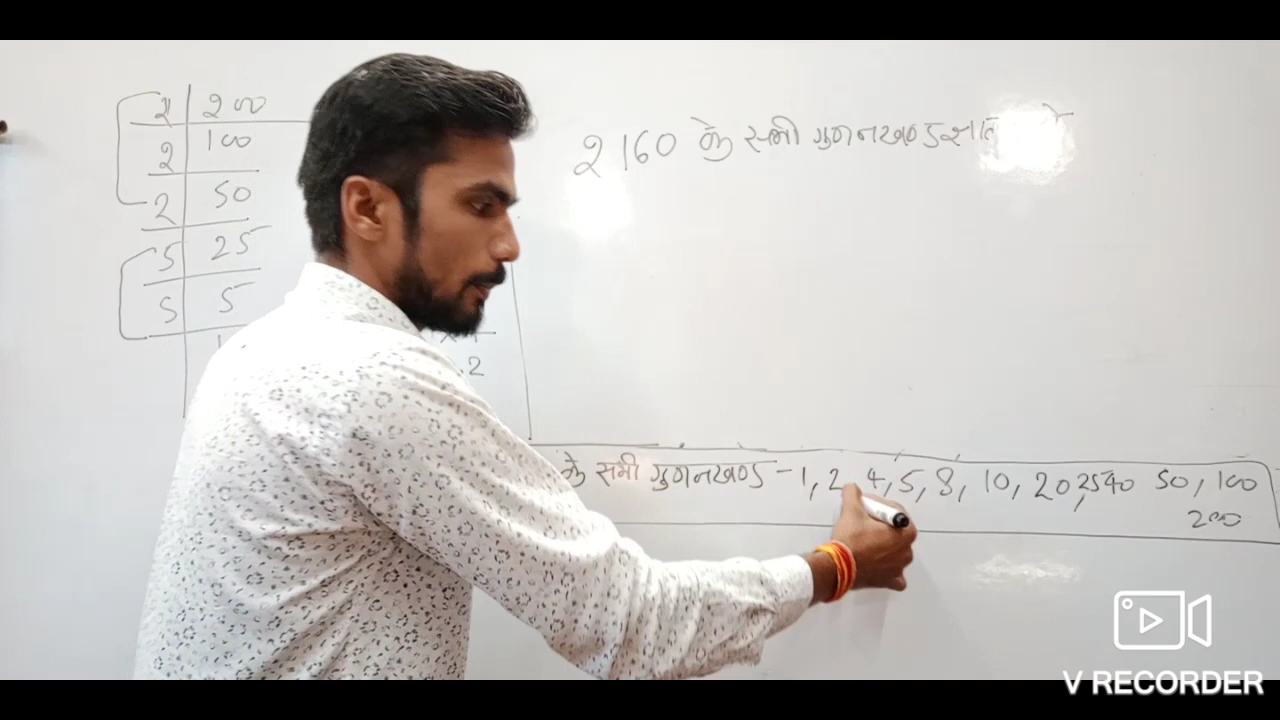 2 | 200
2 | 100
2 | 50
5 | 25
5 | 5
2
2160 के सभी गुणनखण्ड
के सभी गुणनखण्ड - 1, 2, 4, 5, 8, 10, 20, 25 40 50, 100
200
V RECORDER